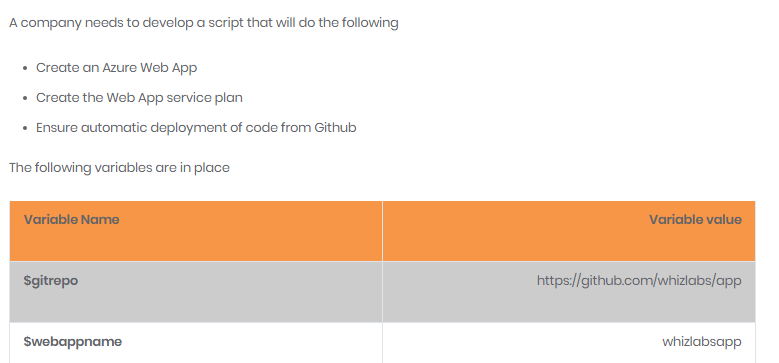 A company needs to develop a script that will do the following
Create an Azure Web App
Create the Web App service plan
Ensure automatic deployment of code from Github
The following variables are in place
Variable Name Variable value
$gitrepo https://github.com/whizlabs/app
$webappname whizlabsapp